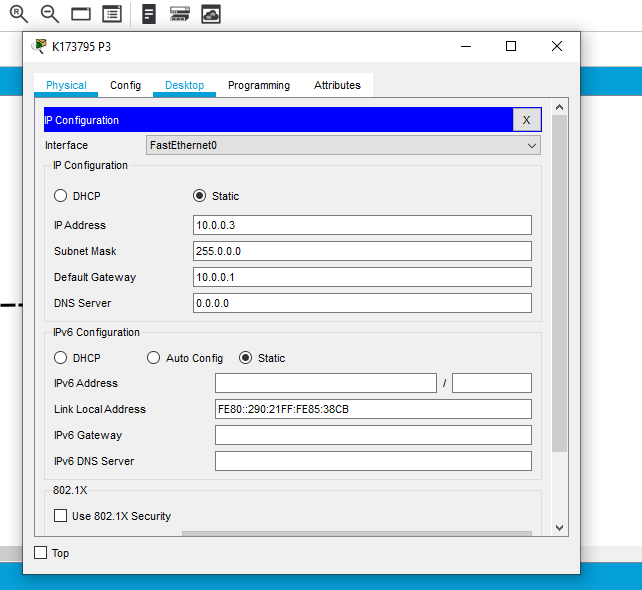 R
K173795 P3
Physical Config Desktop Programming Attributes
IP Configuration X
Interface FastEthernet0
IP Configuration
DHCP Static
IP Address 10.0.0.3
Subnet Mask 255.0.0.0
Default Gateway 10.0.0.1
DNS Server 0.0.0.0
IPv6 Configuration
DHCP Auto Config Static
IPv6 Address /
Link Local Address FE80::290:21FF:FE85:38CB
IPv6 Gateway
IPv6 DNS Server
802.1X
Use 802.1X Security
Top